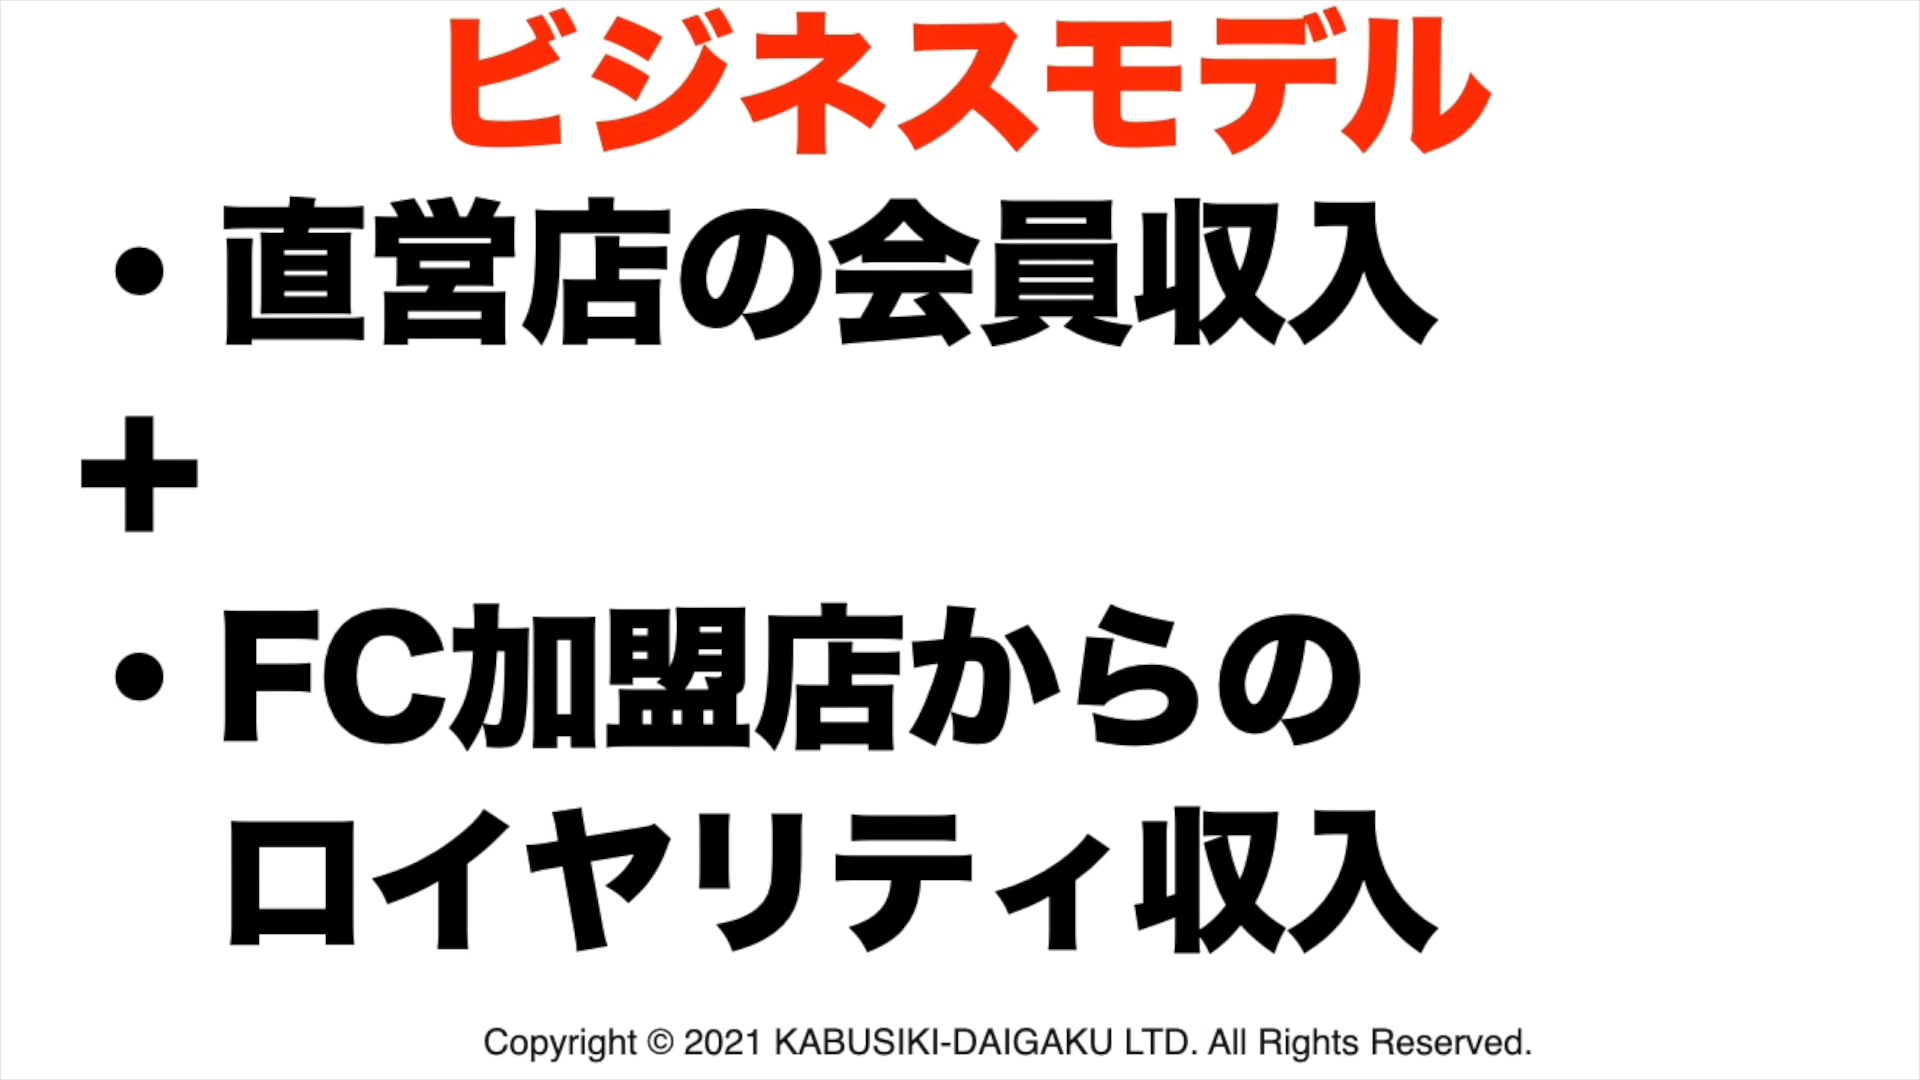 ビジネスモデル
・直営店の会員収入
+
・FC加盟店からの
ロイヤリティ収入
Copyright © 2021 KABUSIKI-DAIGAKU LTD. All Rights Reserved.